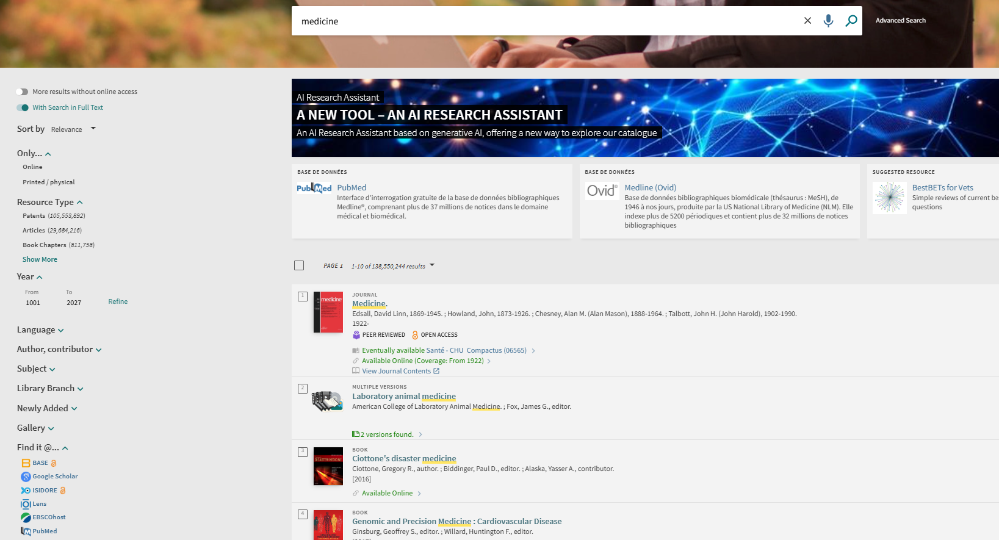 medicine
Advanced Search
More results without online access
With Search in Full Text
Sort by Relevance
Only...
Online
Printed / physical
Resource Type
Patents (105,553,892)
Articles (29,684,216)
Book Chapters (811,758)
Show More
Year
From To
1001 2027 Refine
Language
Author, contributor
Subject
Library Branch
Newly Added
Gallery
Find it @...
BASE
Google Scholar
ISIDORE
Lens
EBSCOhost
PubMed
AI Research Assistant
A NEW TOOL – AN AI RESEARCH ASSISTANT
An AI Research Assistant based on generative AI, offering a new way to explore our catalogue
BASE DE DONNÉES
PubMed
PubMed
Interface d'interrogation gratuite de la base de données bibliographiques
Medline®, comprenant plus de 37 millions de notices dans le domaine
médical et biomédical.
BASE DE DONNÉES
Ovid®
Medline (Ovid)
Base de données bibliographiques biomédicale (thésaurus : MeSH), de
1946 à nos jours, produite par la US National Library of Medicine (NLM). Elle
indexe plus de 5200 périodiques et contient plus de 32 millions de notices
bibliographiques
SUGGESTED RESOURCE
BestBETs for Vets
Simple reviews of current be
questions
PAGE 1 1-10 of 138,550,244 results
1
medicine
JOURNAL
Medicine.
Edsall, David Linn, 1869-1945. ; Howland, John, 1873-1926. ; Chesney, Alan M. (Alan Mason), 1888-1964. ; Talbott, John H. (John Harold), 1902-1990.
1922-
PEER REVIEWED OPEN ACCESS
Eventually available Santé - CHU Compactus (06565)
Available Online (Coverage: From 1922)
View Journal Contents
2
MULTIPLE VERSIONS
Laboratory animal medicine
American College of Laboratory Animal Medicine. ; Fox, James G., editor.
2 versions found.
3
DISASTER MEDICINE
BOOK
Ciottone's disaster medicine
Ciottone, Gregory R., author. ; Biddinger, Paul D., editor. ; Alaska, Yasser A., contributor.
[2016]
Available Online
4
BOOK
Genomic and Precision Medicine : Cardiovascular Disease
Ginsburg, Geoffrey S., editor. ; Willard, Huntington F., editor.